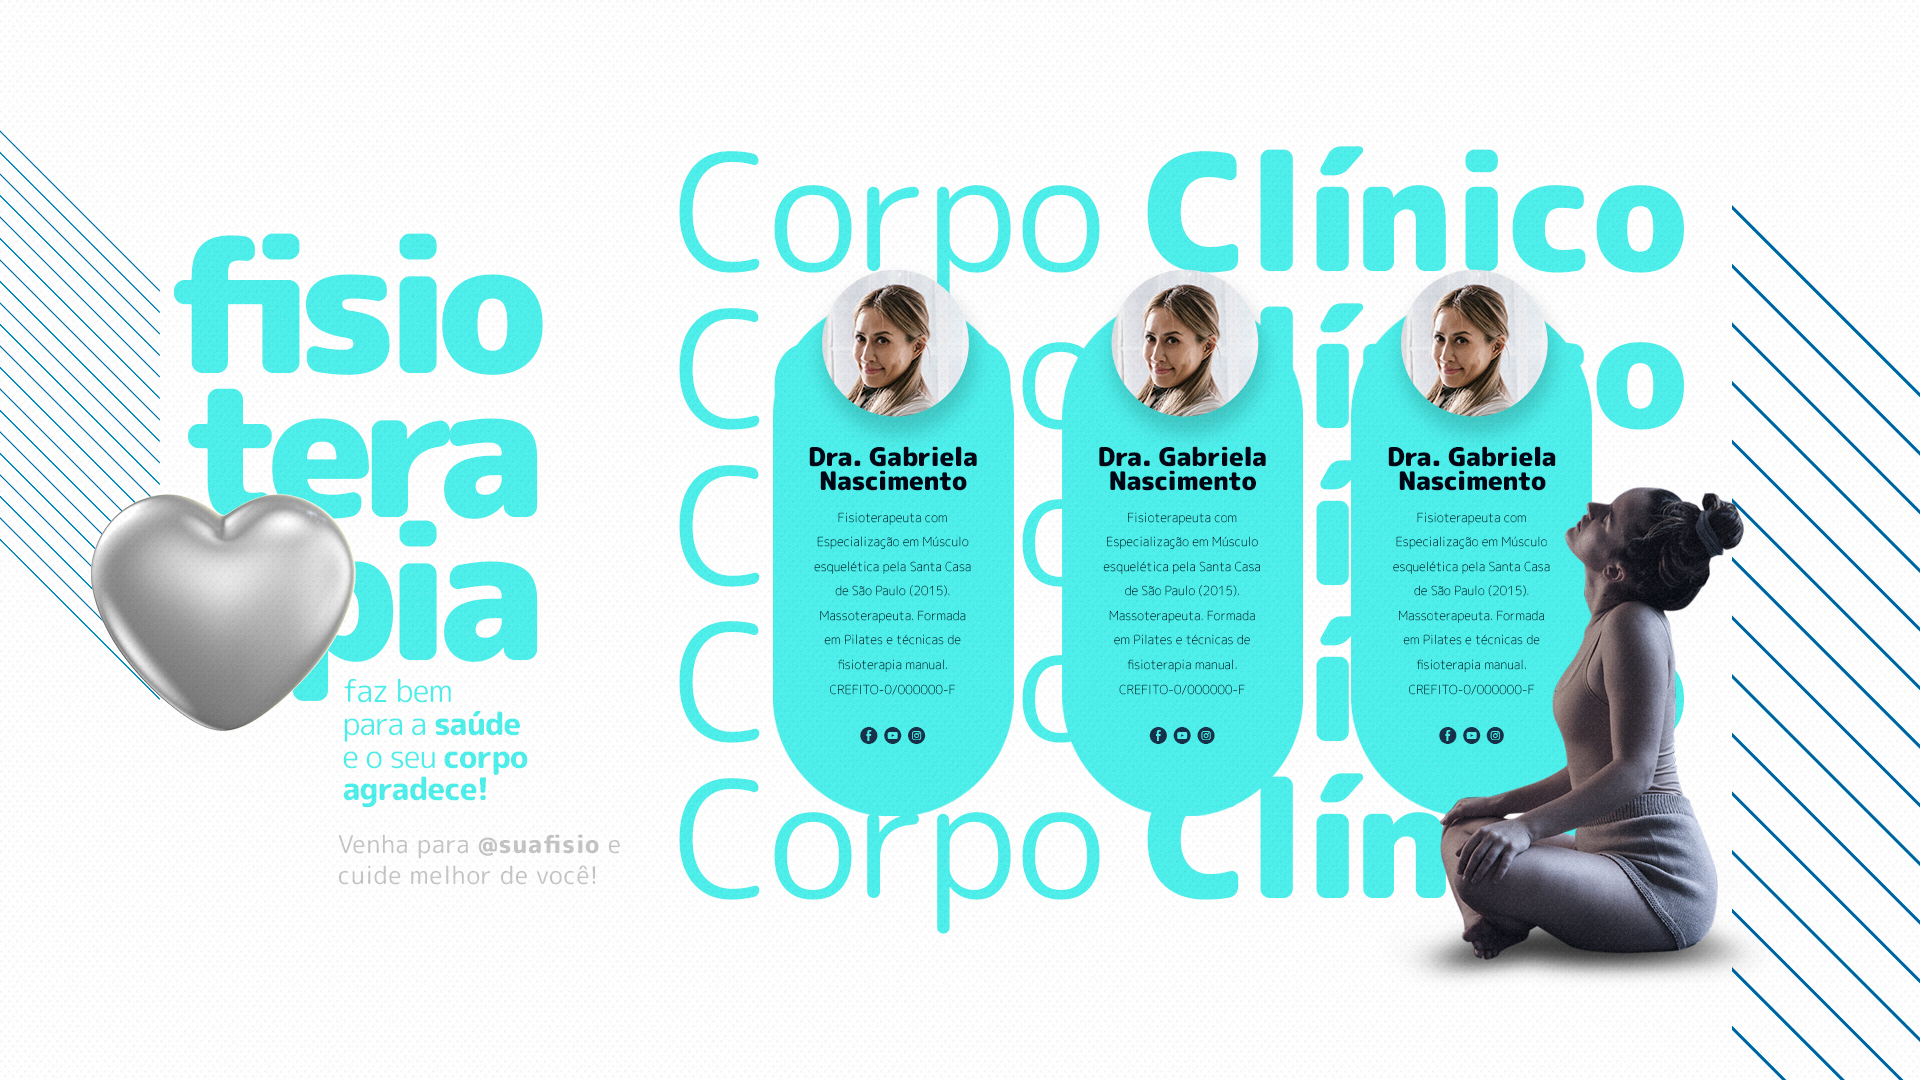 fisio
tera
pia
faz bem
para a saúde
e o seu corpo
agradece!
Venha para @suafisio e
cuide melhor de você!
Corpo Clínico
Dra. Gabriela
Nascimento
Fisioterapeuta com
Especialização em Músculo
esquelética pela Santa Casa
de São Paulo (2015).
Massoterapeuta. Formada
em Pilates e técnicas de
fisioterapia manual.
CREFITO-0/000000-F
Dra. Gabriela
Nascimento
Fisioterapeuta com
Especialização em Músculo
esquelética pela Santa Casa
de São Paulo (2015).
Massoterapeuta. Formada
em Pilates e técnicas de
fisioterapia manual.
CREFITO-0/000000-F
Dra. Gabriela
Nascimento
Fisioterapeuta com
Especialização em Músculo
esquelética pela Santa Casa
de São Paulo (2015).
Massoterapeuta. Formada
em Pilates e técnicas de
fisioterapia manual.
CREFITO-0/000000-F
Corpo Clín